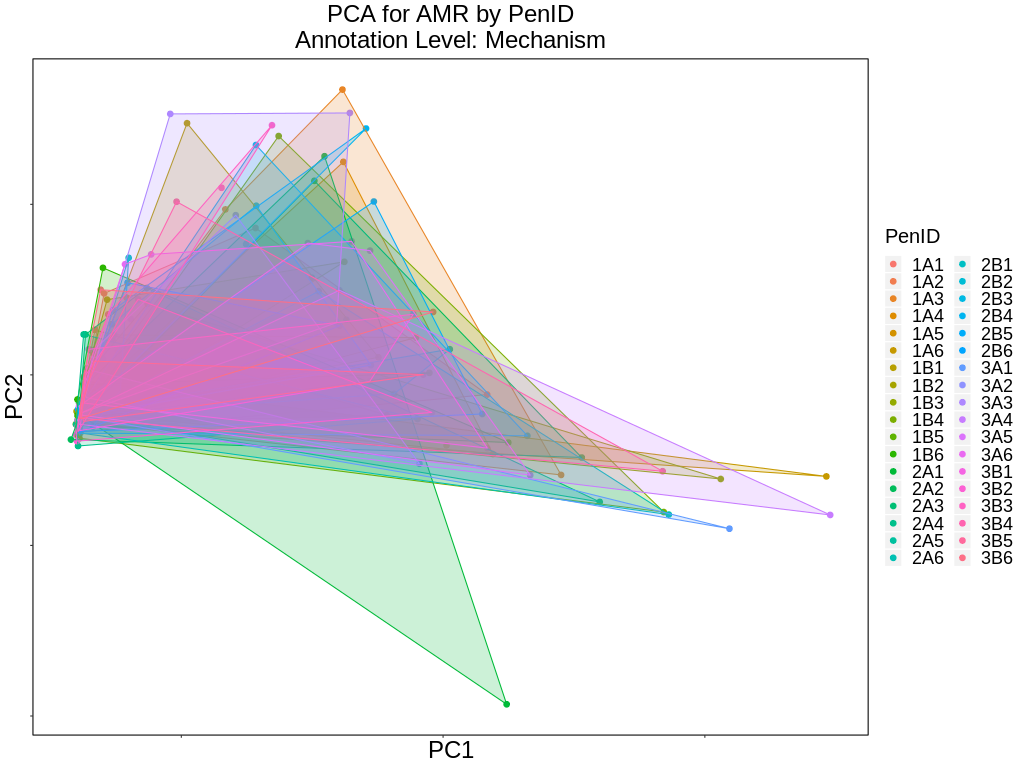 PCA for AMR by PenID
Annotation Level: Mechanism
PC2
PC1
PenID
1A1 2B1
1A2 2B2
1A3 2B3
1A4 2B4
1A5 2B5
1A6 2B6
1B1 3A1
1B2 3A2
1B3 3A3
1B4 3A4
1B5 3A5
1B6 3A6
2A1 3B1
2A2 3B2
2A3 3B3
2A4 3B4
2A5 3B5
2A6 3B6